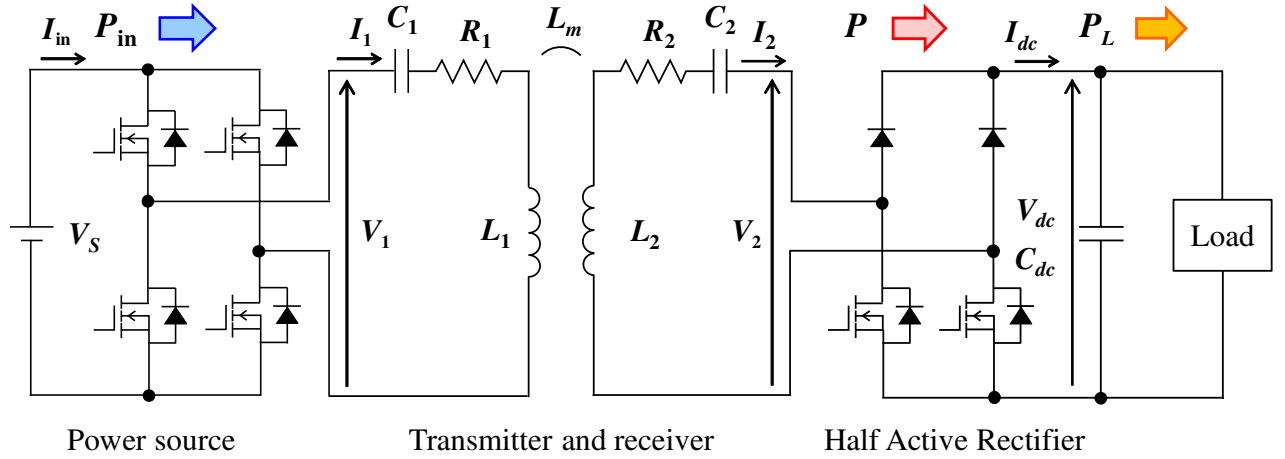 I_in P_in I_1 C_1 R_1 L_m R_2 C_2 I_2 P I_dc P_L
V_S V_1 L_1 L_2 V_2 V_dc Load
C_dc
Power source Transmitter and receiver Half Active Rectifier